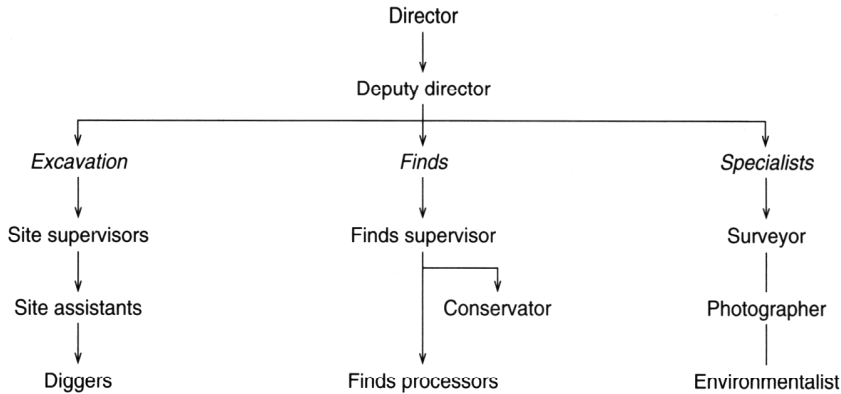 Director
Deputy director
Excavation
Finds
Specialists
Site supervisors
Finds supervisor
Surveyor
Site assistants
Conservator
Photographer
Diggers
Finds processors
Environmentalist